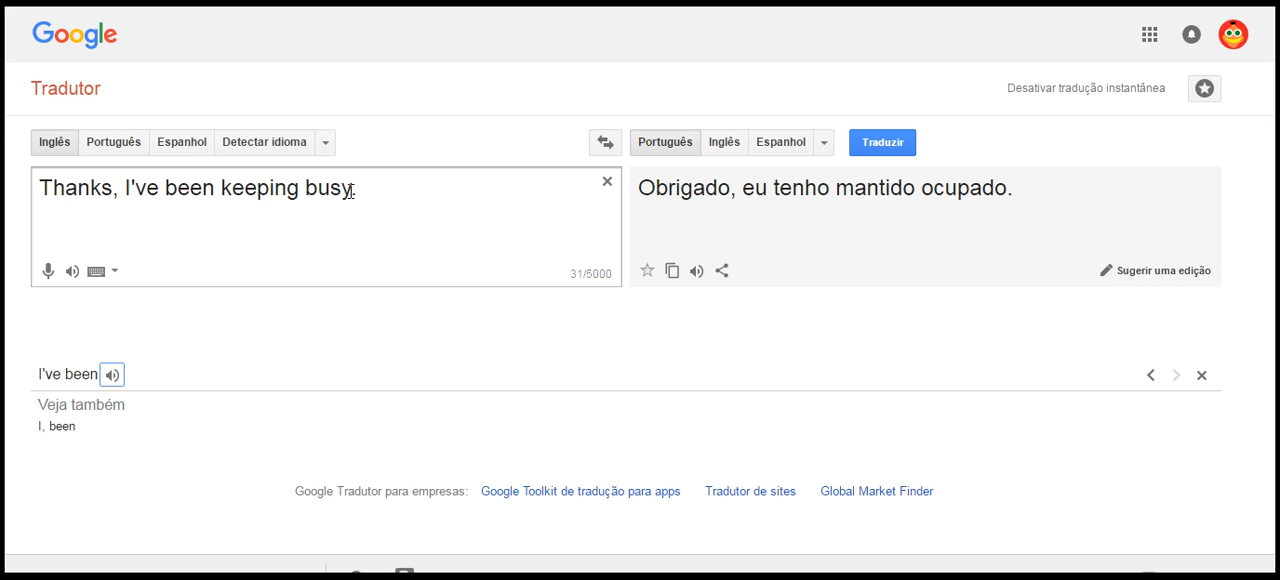 Google
Tradutor
Desativar tradução instantânea
Inglês Português Espanhol Detectar idioma
Português Inglês Espanhol Traduzir
Thanks, I've been keeping busy.
Obrigado, eu tenho mantido ocupado.
31/5000
Sugerir uma edição
I've been
Veja também
I, been
Google Tradutor para empresas: Google Toolkit de tradução para apps Tradutor de sites Global Market Finder